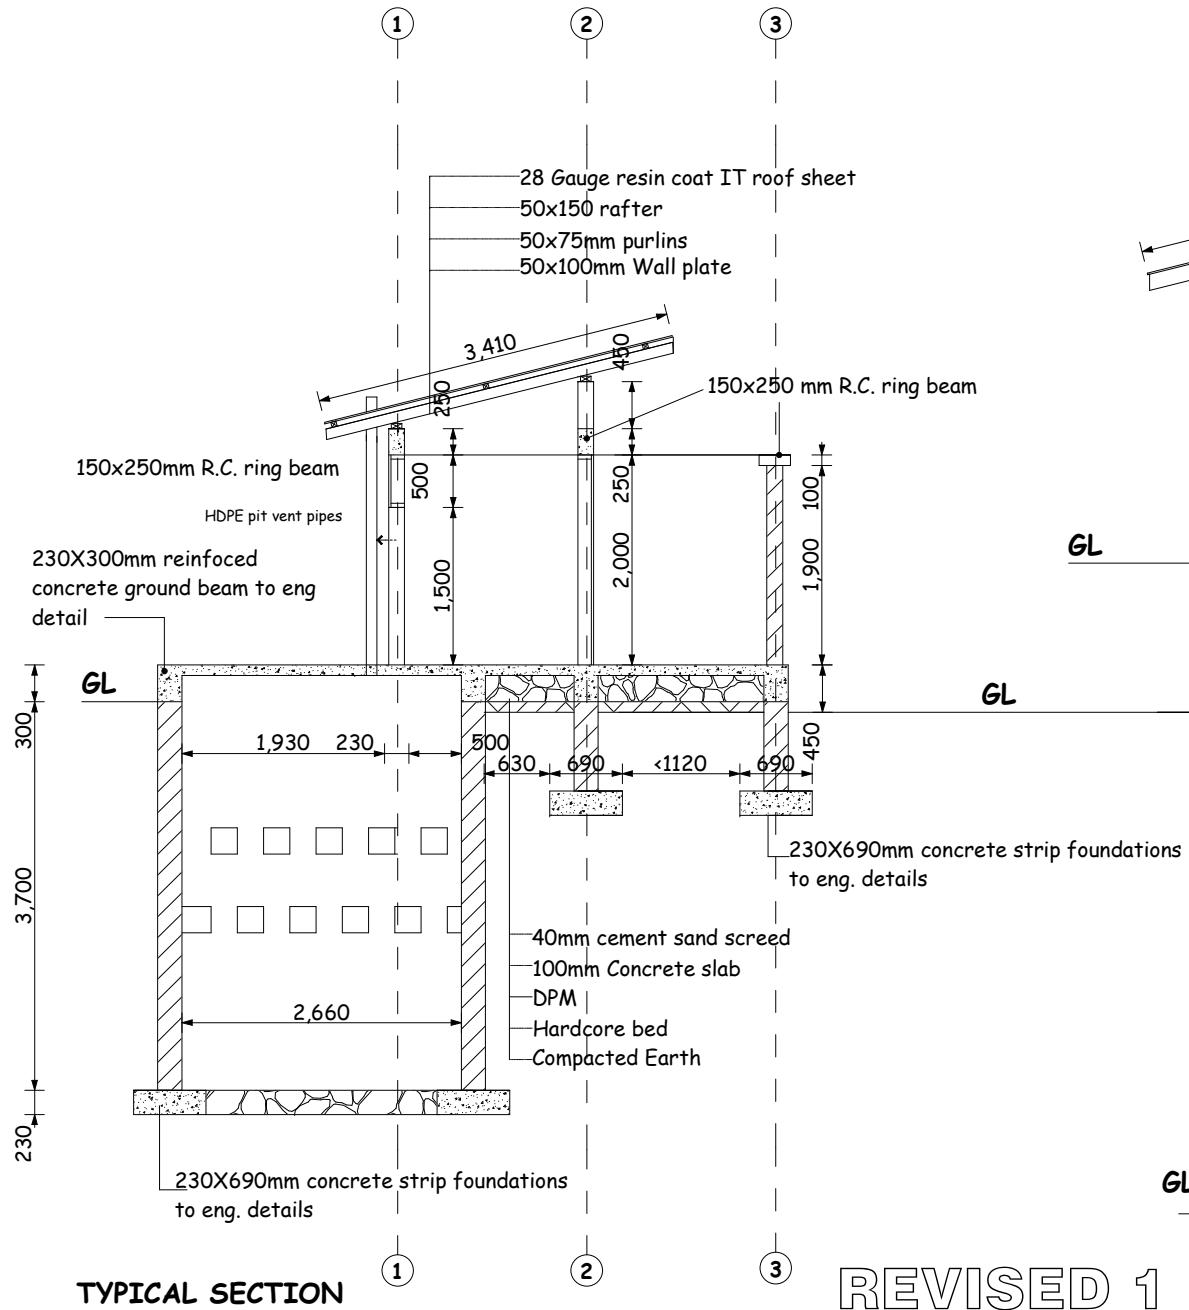 1
2
3
28 Gauge resin coat IT roof sheet
50x150 rafter
50x75mm purlins
50x100mm Wall plate
3,410
450
250
150x250 mm R.C. ring beam
150x250mm R.C. ring beam
500
250
100
HDPE pit vent pipes
GL
230X300mm reinfoced
concrete ground beam to eng
detail
1,500
2,000
1,900
GL
GL
300
1,930
230
500
450
630
690
<1120
690
230X690mm concrete strip foundations
to eng. details
3,700
40mm cement sand screed
100mm Concrete slab
DPM
2,660
Hardcore bed
Compacted Earth
230
230X690mm concrete strip foundations
to eng. details
GL
1
2
3
TYPICAL SECTION
REVISED 1